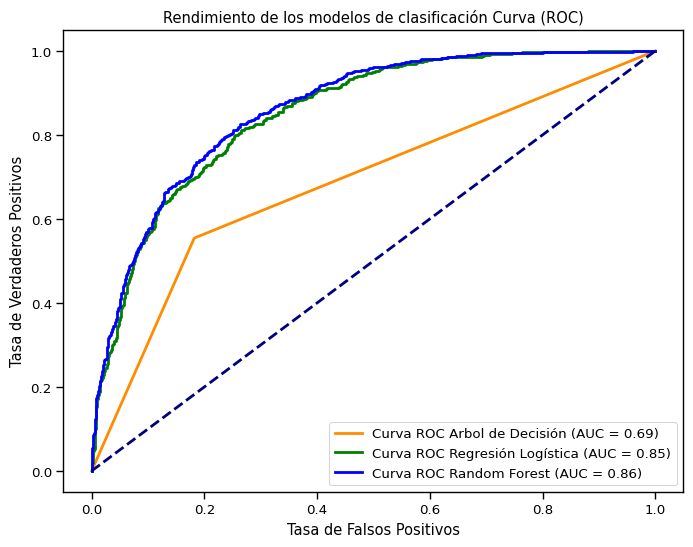 Rendimiento de los modelos de clasificación Curva (ROC)
1.0
0.8
0.6
0.4
0.2
0.0
Tasa de Verdaderos Positivos
Curva ROC Arbol de Decisión (AUC = 0.69)
Curva ROC Regresión Logística (AUC = 0.85)
Curva ROC Random Forest (AUC = 0.86)
0.0 0.2 0.4 0.6 0.8 1.0
Tasa de Falsos Positivos